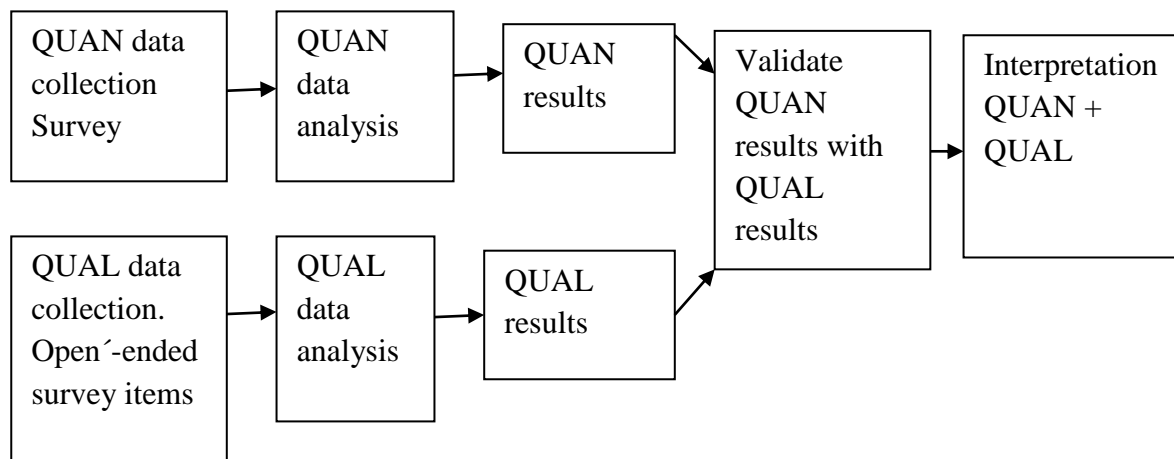 QUAN data
collection
Survey
QUAN
data
analysis
QUAN
results
Validate
QUAN
results with
QUAL
results
Interpretation
QUAN +
QUAL
QUAL data
collection.
Open´-ended
survey items
QUAL
data
analysis
QUAL
results